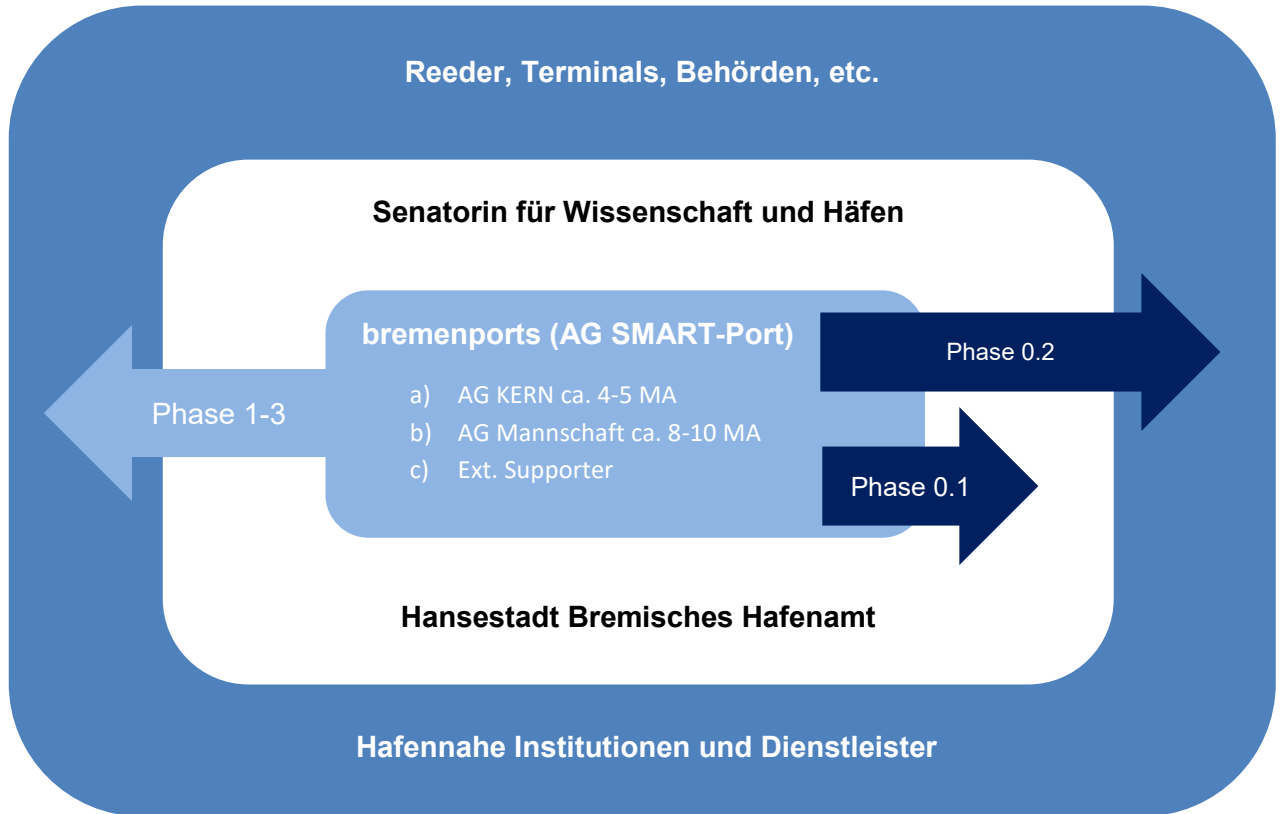 Reeder, Terminals, Behörden, etc.
Senatorin für Wissenschaft und Häfen
bremenports (AG SMART-Port)
a) AG KERN ca. 4-5 MA
b) AG Mannschaft ca. 8-10 MA
c) Ext. Supporter
Phase 1-3
Phase 0.2
Phase 0.1
Hansestadt Bremisches Hafenamt
Hafennahe Institutionen und Dienstleister